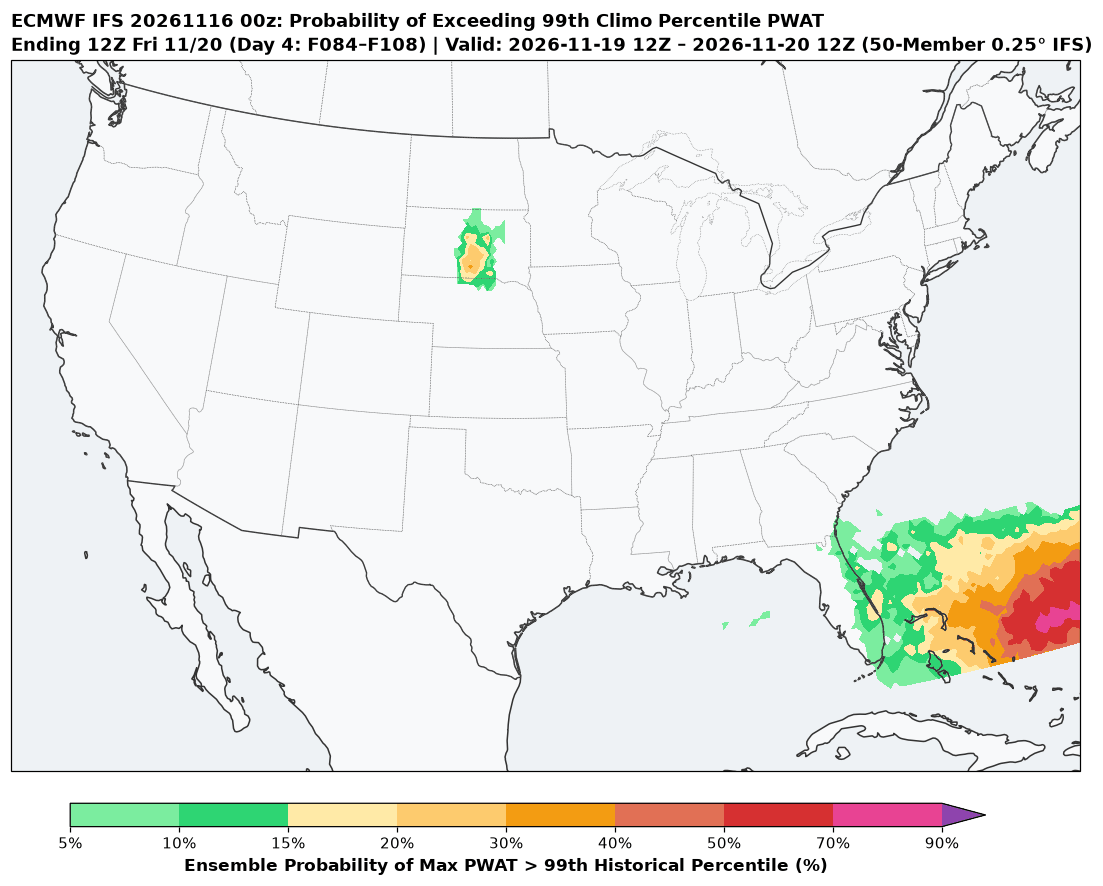 ECMWF IFS 20261116 00z: Probability of Exceeding 99th Climo Percentile PWAT
Ending 12Z Fri 11/20 (Day 4: F084–F108) | Valid: 2026-11-19 12Z – 2026-11-20 12Z (50-Member 0.25° IFS)
5% 10% 15% 20% 30% 40% 50% 70% 90%
Ensemble Probability of Max PWAT > 99th Historical Percentile (%)